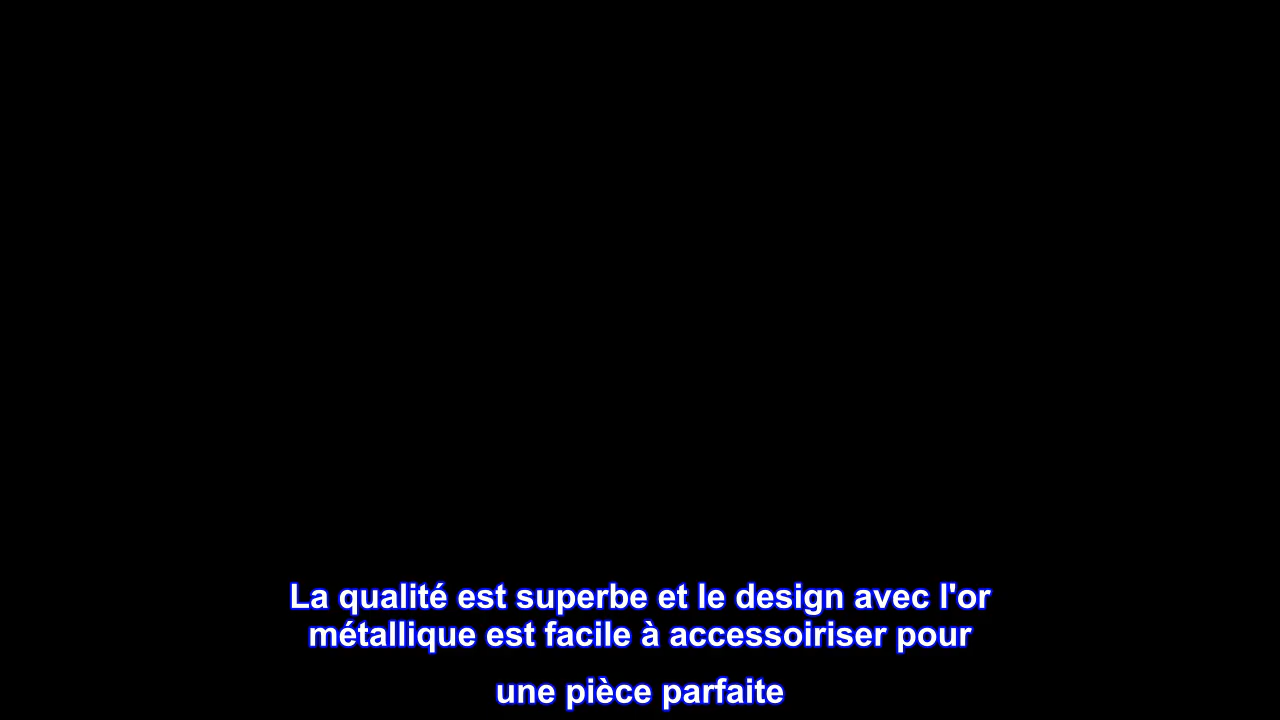 La qualité est superbe et le design avec l'or
métallique est facile à accessoiriser pour
une pièce parfaite